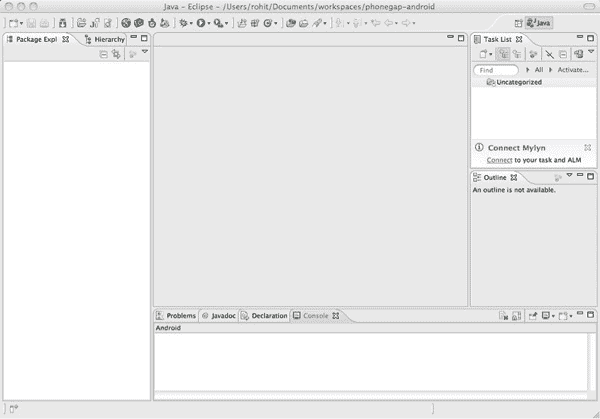 Java – Eclipse – /Users/rohit/Documents/workspaces/phonegap-android
Java
Package Expl
Hierarchy
Task List
Find
All
Activate...
Uncategorized
Connect Mylyn
Connect to your task and ALM
Outline
An outline is not available.
Problems
Javadoc
Declaration
Console
Android